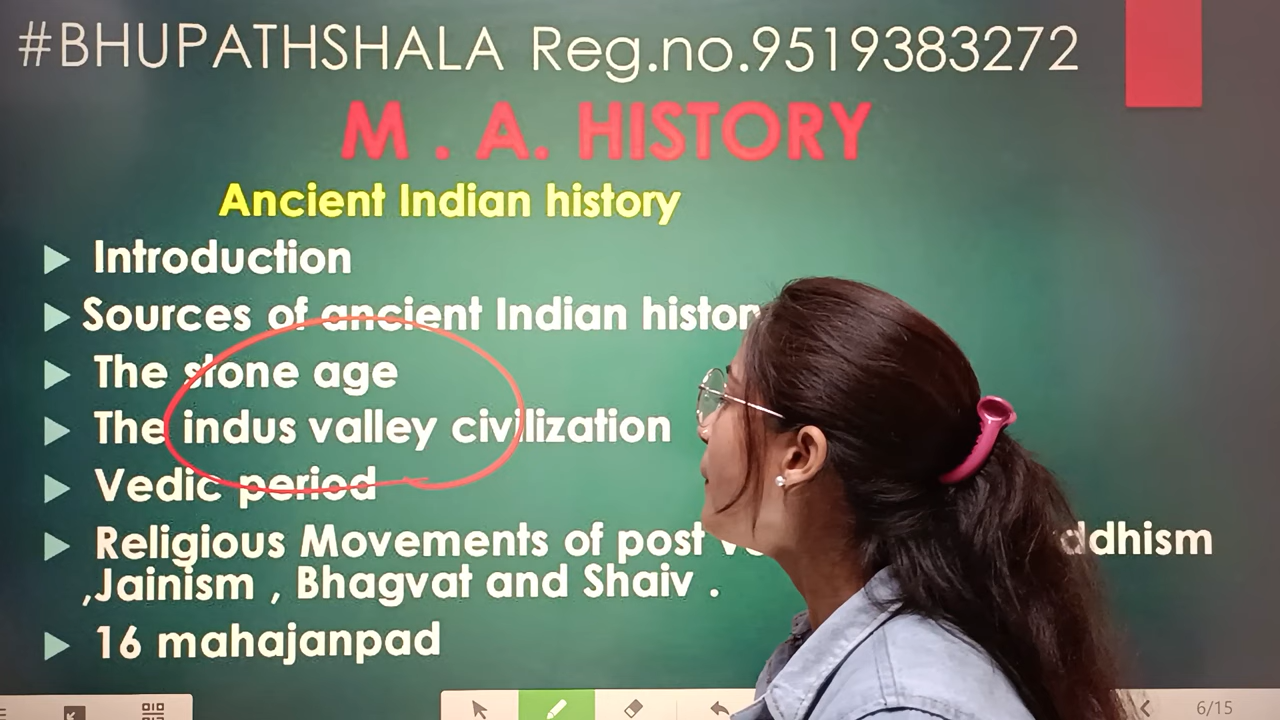 #BHUPATHSHALA Reg.no.9519383272
M . A. HISTORY
Ancient Indian history
Introduction
Sources of ancient Indian
The stone age
The indus valley civilization
Vedic period
Religious Movements of post
,Jainism , Bhagvat and Shaiv .
16 mahajanpad
6/15